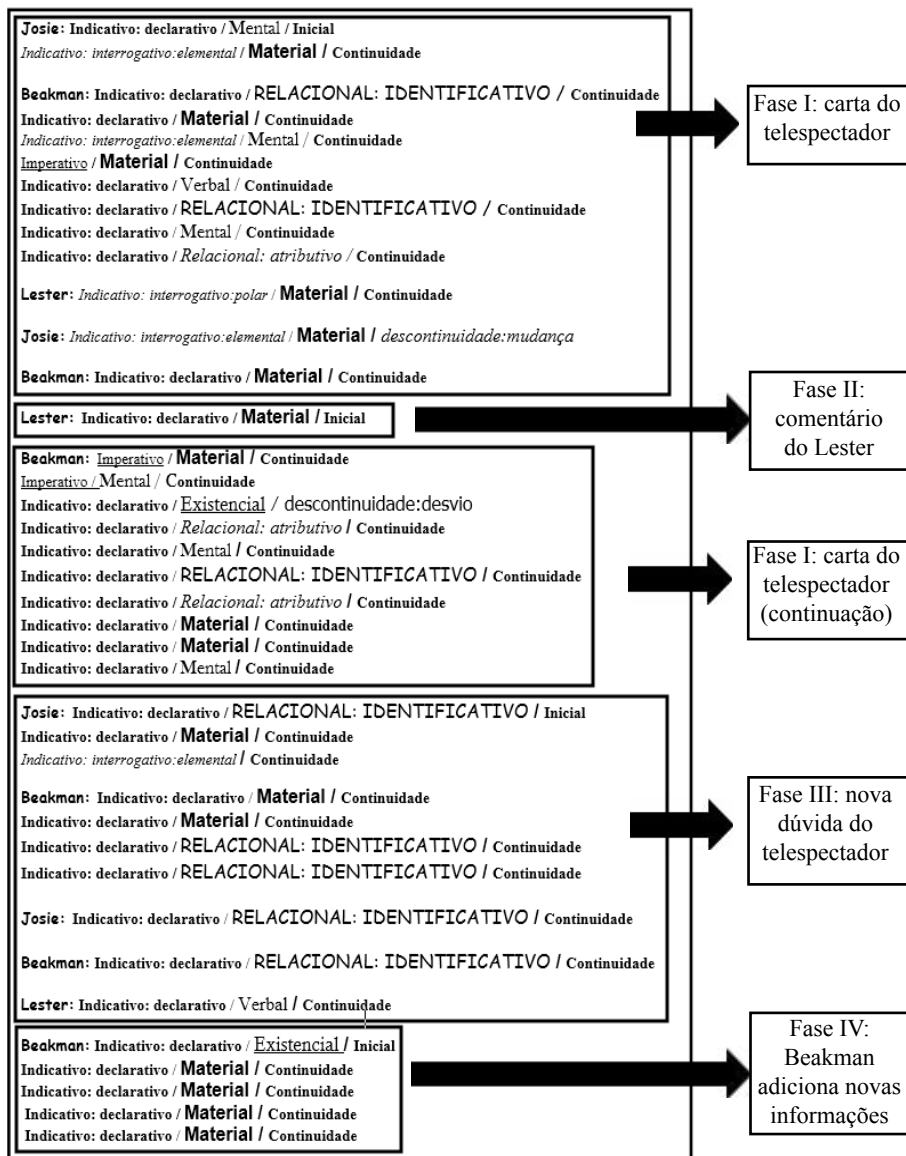 Josie: Indicativo: declarativo / Mental / Inicial
Indicativo: interrogativo:elemental / Material / Continuidade
Beakman: Indicativo: declarativo / RELACIONAL: IDENTIFICATIVO / Continuidade
Indicativo: declarativo / Material / Continuidade
Indicativo: interrogativo:elemental / Mental / Continuidade
Imperativo / Material / Continuidade
Indicativo: declarativo / Verbal / Continuidade
Indicativo: declarativo / RELACIONAL: IDENTIFICATIVO / Continuidade
Indicativo: declarativo / Mental / Continuidade
Indicativo: declarativo / Relacional: atributivo / Continuidade
Lester: Indicativo: interrogativo:polar / Material / Continuidade
Josie: Indicativo: interrogativo:elemental / Material / descontinuidade:mudança
Beakman: Indicativo: declarativo / Material / Continuidade
Fase I: carta do
telespectador
Lester: Indicativo: declarativo / Material / Inicial
Fase II:
comentário
do Lester
Beakman: Imperativo / Material / Continuidade
Imperativo / Mental / Continuidade
Indicativo: declarativo / Existencial / descontinuidade:desvio
Indicativo: declarativo / Relacional: atributivo / Continuidade
Indicativo: declarativo / Mental / Continuidade
Indicativo: declarativo / RELACIONAL: IDENTIFICATIVO / Continuidade
Indicativo: declarativo / Relacional: atributivo / Continuidade
Indicativo: declarativo / Material / Continuidade
Indicativo: declarativo / Material / Continuidade
Indicativo: declarativo / Mental / Continuidade
Fase I: carta do
telespectador
(continuação)
Josie: Indicativo: declarativo / RELACIONAL: IDENTIFICATIVO / Inicial
Indicativo: declarativo / Material / Continuidade
Indicativo: interrogativo:elemental / Continuidade
Beakman: Indicativo: declarativo / Material / Continuidade
Indicativo: declarativo / Material / Continuidade
Indicativo: declarativo / RELACIONAL: IDENTIFICATIVO / Continuidade
Indicativo: declarativo / RELACIONAL: IDENTIFICATIVO / Continuidade
Josie: Indicativo: declarativo / RELACIONAL: IDENTIFICATIVO / Continuidade
Beakman: Indicativo: declarativo / RELACIONAL: IDENTIFICATIVO / Continuidade
Lester: Indicativo: declarativo / Verbal / Continuidade
Fase III: nova
dúvida do
telespectador
Beakman: Indicativo: declarativo / Existencial / Inicial
Indicativo: declarativo / Material / Continuidade
Indicativo: declarativo / Material / Continuidade
Indicativo: declarativo / Material / Continuidade
Indicativo: declarativo / Material / Continuidade
Fase IV:
Beakman
adiciona novas
informações